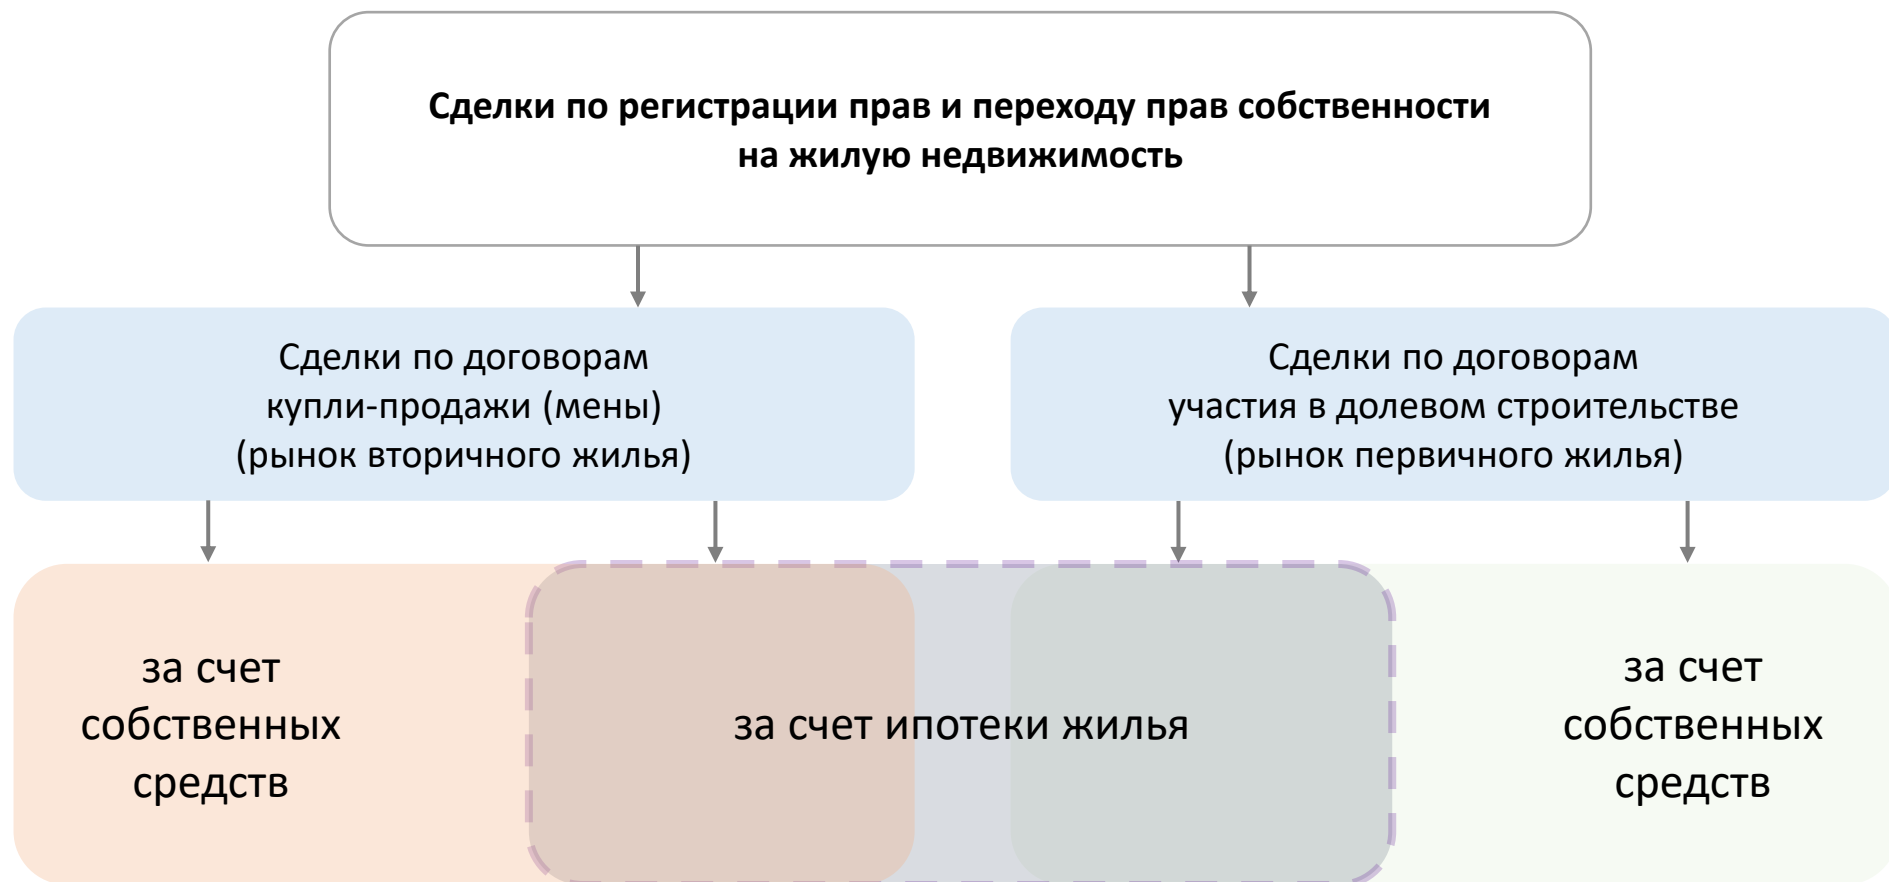 Сделки по регистрации прав и переходу прав собственности
на жилую недвижимость
Сделки по договорам
купли-продажи (мены)
(рынок вторичного жилья)
Сделки по договорам
участия в долевом строительстве
(рынок первичного жилья)
за счет
собственных
средств
за счет ипотеки жилья
за счет
собственных
средств